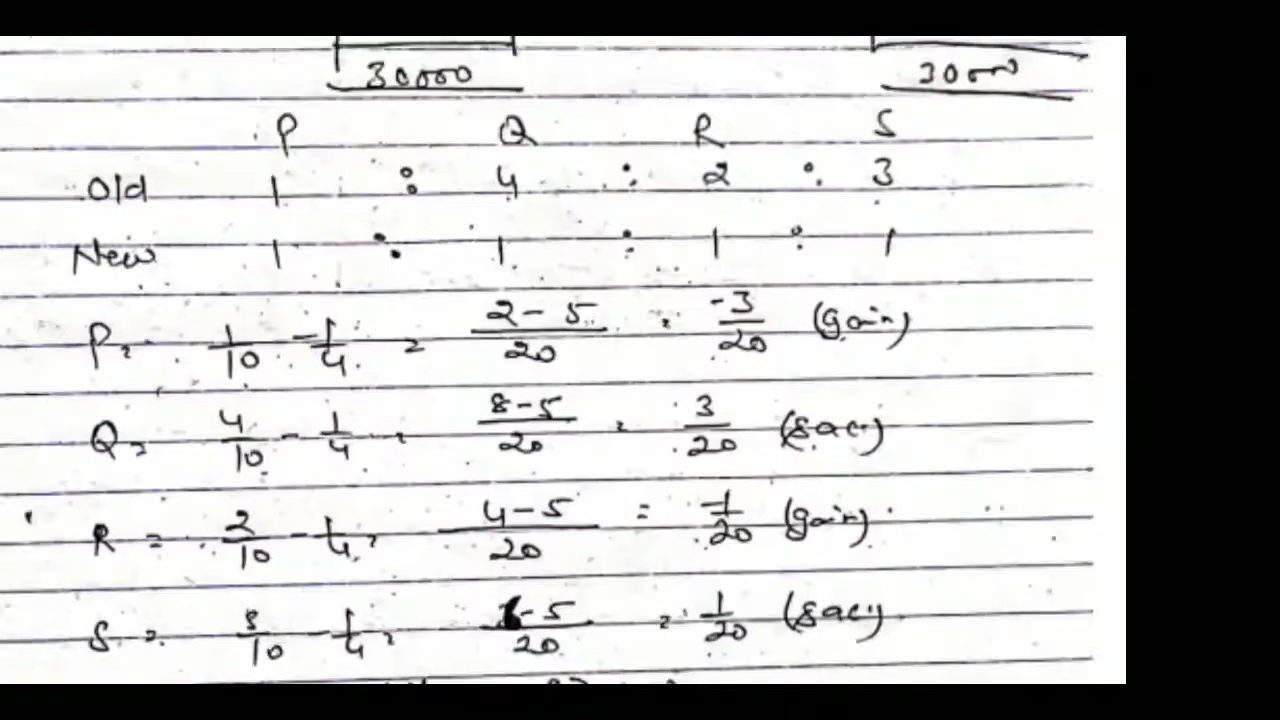 30000 30000
P Q R S
Old 1 : 4 : 2 : 3
New 1 : 1 : 1 : 1
P = 1/10 - 1/4 = 2-5/20 = -3/20 (gain)
Q = 4/10 - 1/4 = 8-5/20 = 3/20 (sac.)
R = 2/10 - 1/4 = 4-5/20 = -1/20 (gain)
S = 3/10 - 1/4 = -5/20 = 1/20 (sac.)